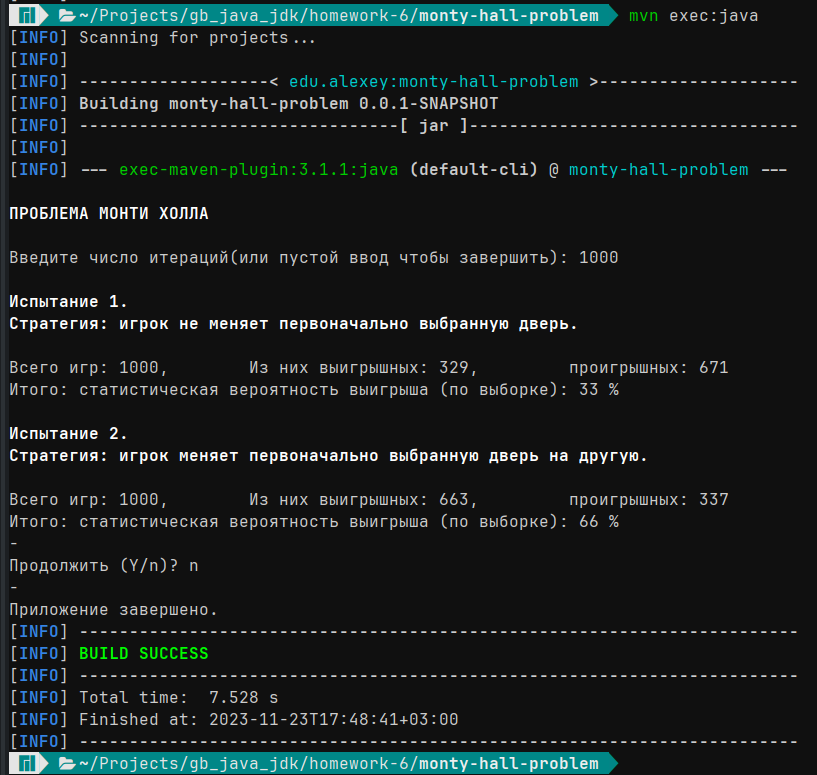 ~/Projects/gb_java_jdk/homework-6/monty-hall-problem mvn exec:java
[INFO] Scanning for projects...
[INFO]
[INFO] -------------------< edu.alexey:monty-hall-problem >--------------------
[INFO] Building monty-hall-problem 0.0.1-SNAPSHOT
[INFO] --------------------------------[ jar ]---------------------------------
[INFO]
[INFO] --- exec-maven-plugin:3.1.1:java (default-cli) @ monty-hall-problem ---
ПРОБЛЕМА МОНТИ ХОЛЛА
Введите число итераций(или пустой ввод чтобы завершить): 1000
Испытание 1.
Стратегия: игрок не меняет первоначально выбранную дверь.
Всего игр: 1000,        Из них выигрышных: 329,         проигрышных: 671
Итого: статистическая вероятность выигрыша (по выборке): 33 %
Испытание 2.
Стратегия: игрок меняет первоначально выбранную дверь на другую.
Всего игр: 1000,        Из них выигрышных: 663,         проигрышных: 337
Итого: статистическая вероятность выигрыша (по выборке): 66 %
-
Продолжить (Y/n)? n
-
Приложение завершено.
[INFO] ------------------------------------------------------------------------
[INFO] BUILD SUCCESS
[INFO] ------------------------------------------------------------------------
[INFO] Total time:  7.528 s
[INFO] Finished at: 2023-11-23T17:48:41+03:00
[INFO] ------------------------------------------------------------------------
~/Projects/gb_java_jdk/homework-6/monty-hall-problem